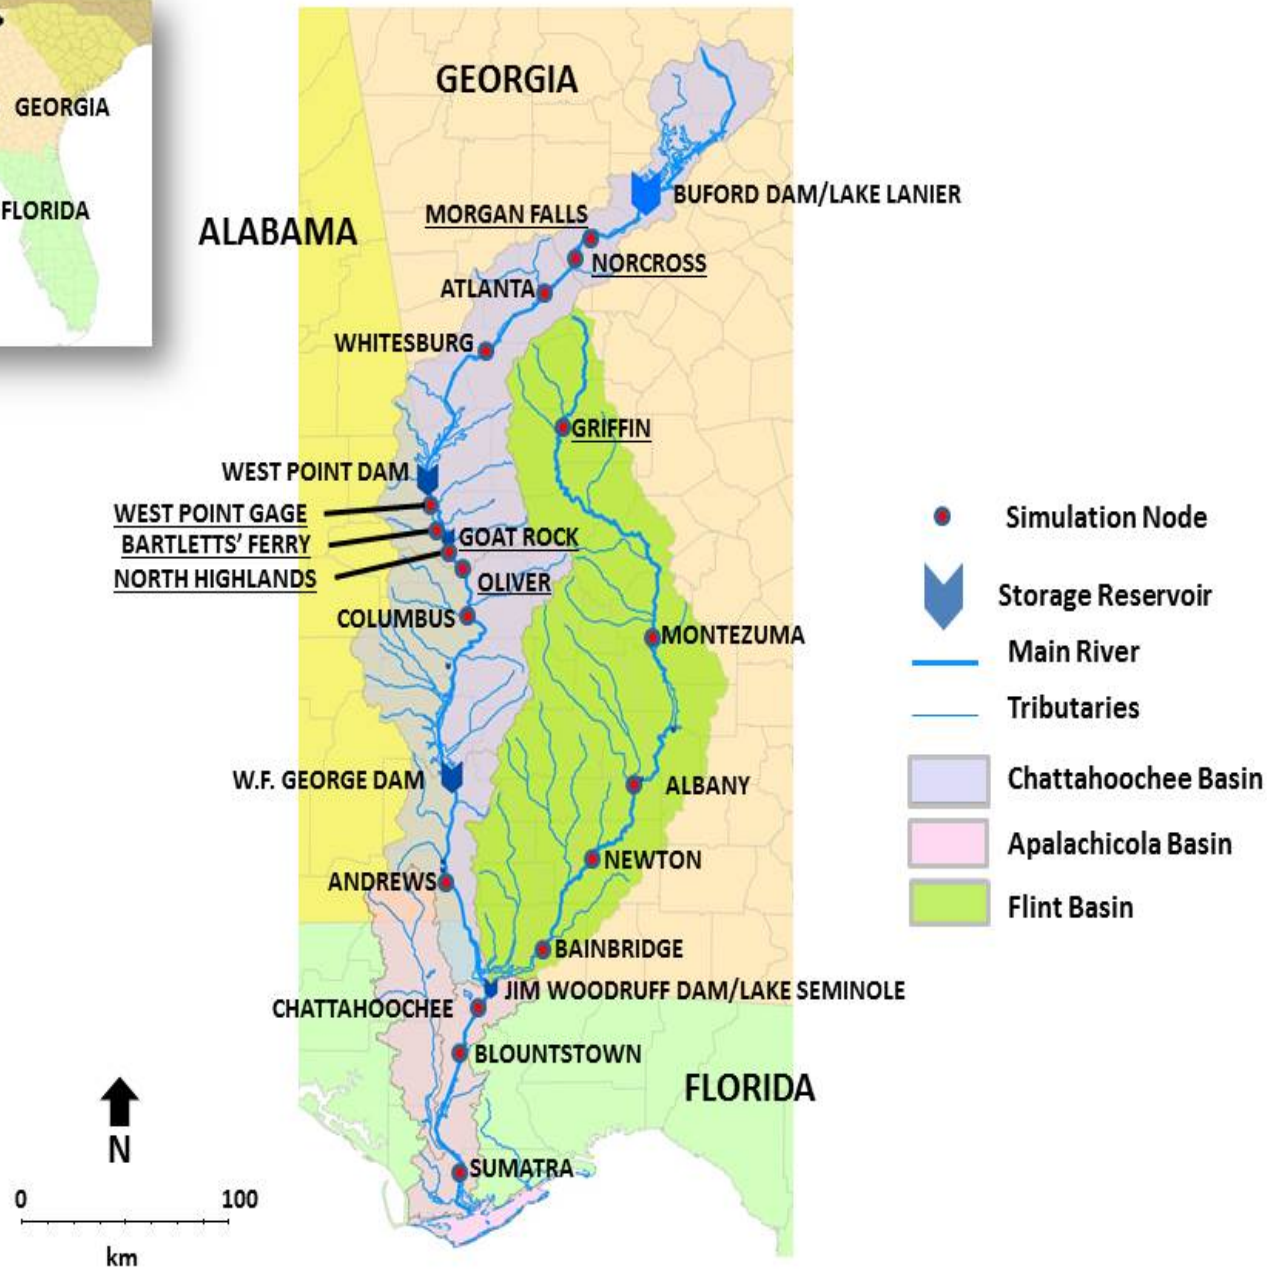 GEORGIA
FLORIDA
GEORGIA
ALABAMA
BUFORD DAM/LAKE LANIER
MORGAN FALLS
NORCROSS
ATLANTA
WHITESBURG
GRIFFIN
WEST POINT DAM
WEST POINT GAGE
BARTLETTS’ FERRY
GOAT ROCK
NORTH HIGHLANDS
OLIVER
COLUMBUS
MONTEZUMA
W.F. GEORGE DAM
ALBANY
NEWTON
ANDREWS
BAINBRIDGE
JIM WOODRUFF DAM/LAKE SEMINOLE
CHATTAHOOCHEE
BLOUNTSTOWN
FLORIDA
SUMATRA
Simulation Node
Storage Reservoir
Main River
Tributaries
Chattahoochee Basin
Apalachicola Basin
Flint Basin
N
0 100
km